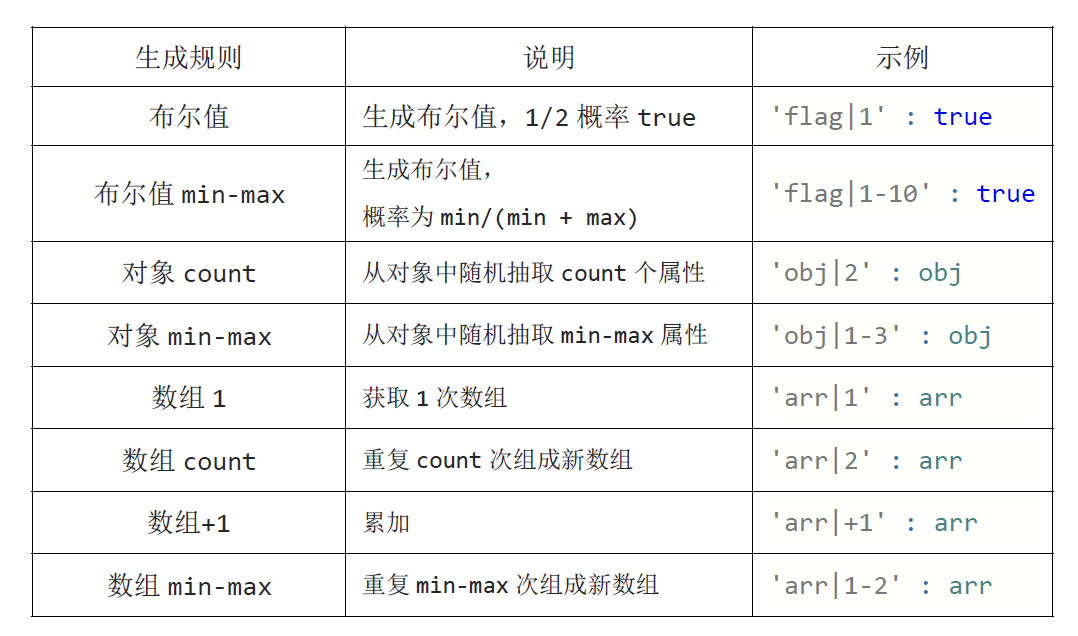 生成规则 说明 示例
布尔值 生成布尔值，1/2 概率 true 'flag|1' : true
布尔值 min-max 生成布尔值， 'flag|1-10' : true
概率为 min/(min + max)
对象 count 从对象中随机抽取 count 个属性 'obj|2' : obj
对象 min-max 从对象中随机抽取 min-max 属性 'obj|1-3' : obj
数组 1 获取 1 次数组 'arr|1' : arr
数组 count 重复 count 次组成新数组 'arr|2' : arr
数组+1 累加 'arr|+1' : arr
数组 min-max 重复 min-max 次组成新数组 'arr|1-2' : arr